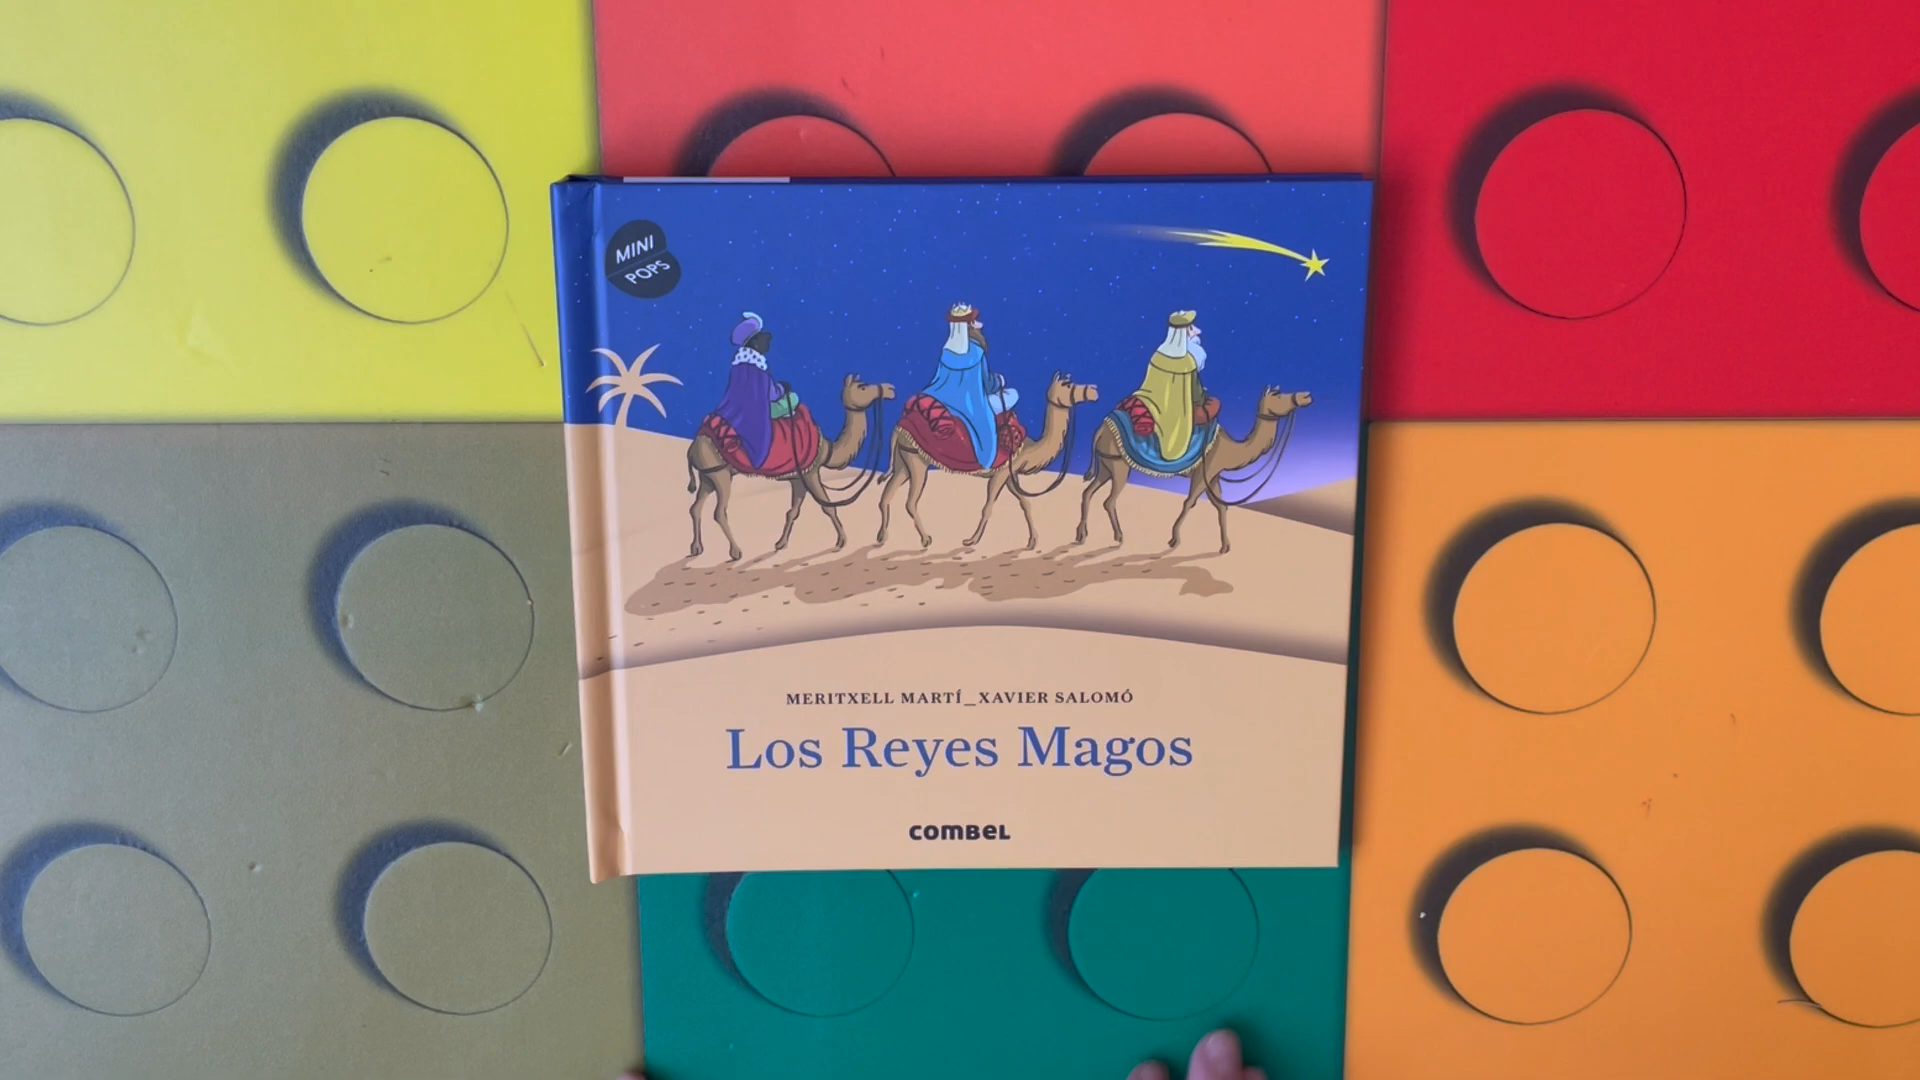 MINI
POPS
MERITXELL MARTÍ_XAVIER SALOMÓ
Los Reyes Magos
COMBEL